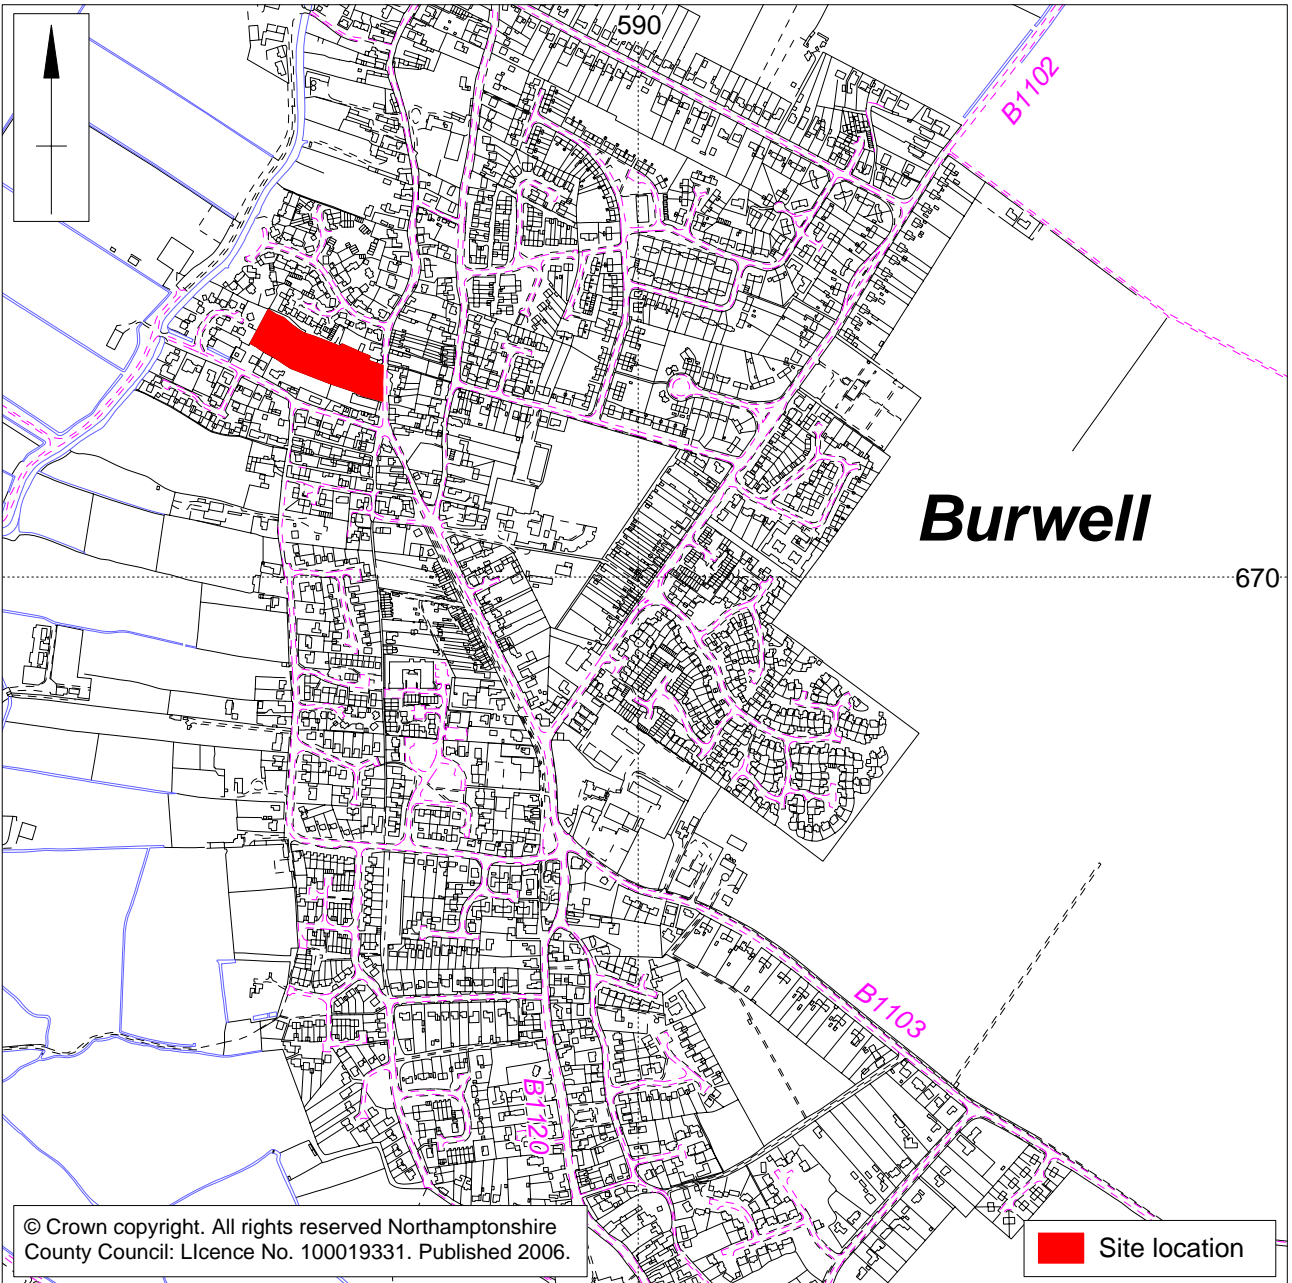 590
B1102
Burwell
670
B1103
B1120
© Crown copyright. All rights reserved Northamptonshire
County Council: LIcence No. 100019331. Published 2006.
Site location